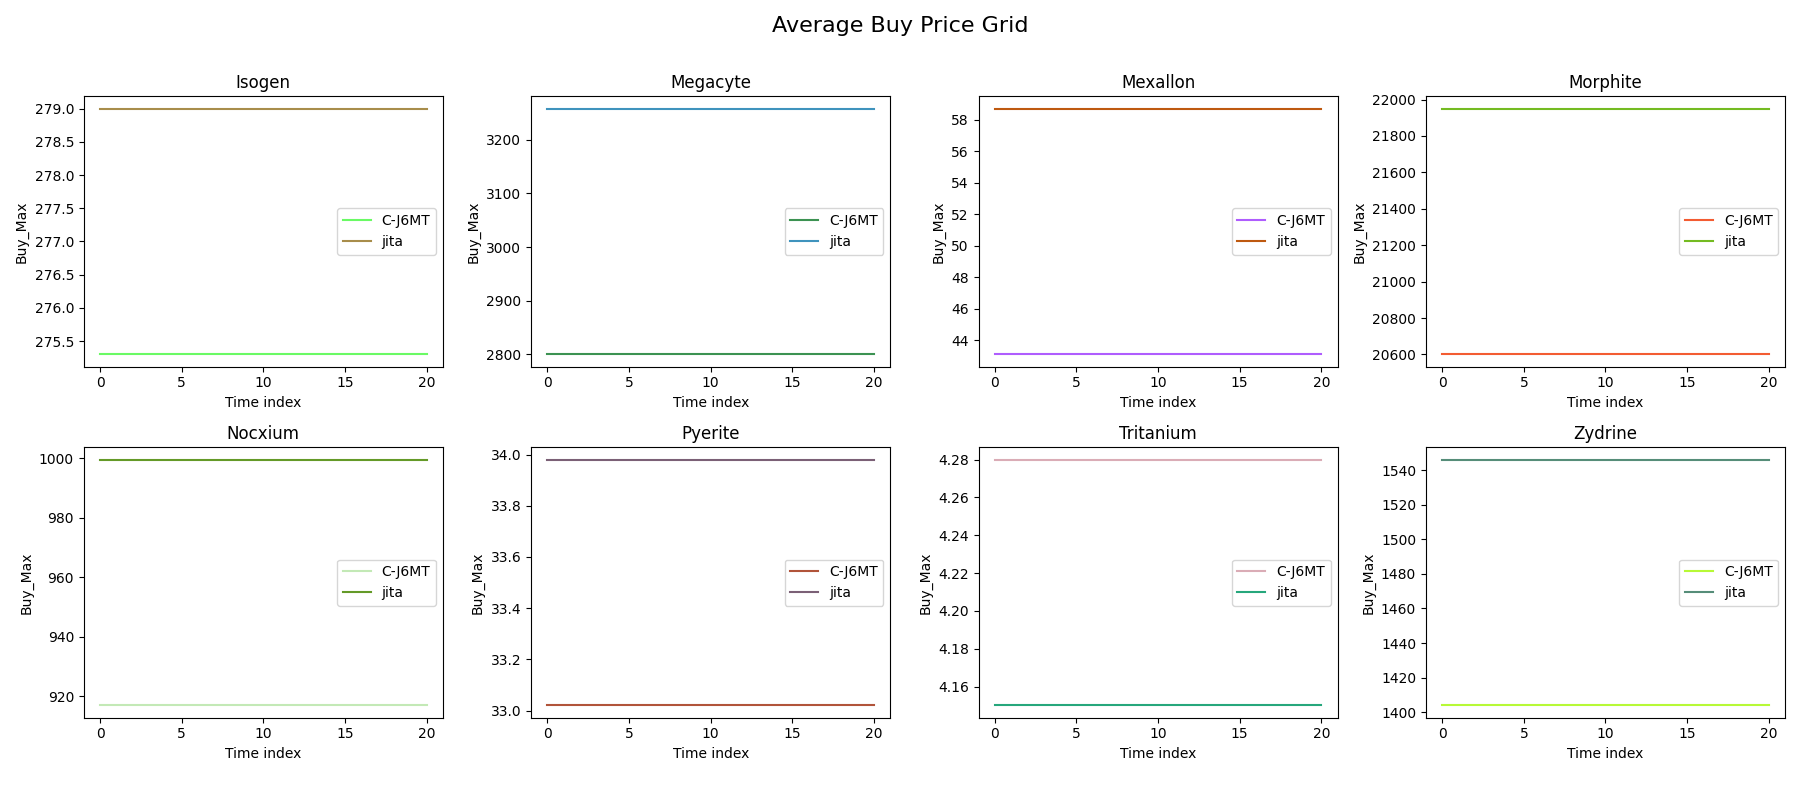 Average Buy Price Grid
Isogen
279.0
278.5
278.0
277.5
277.0
276.5
276.0
275.5
Buy_Max
C-J6MT
jita
0 5 10 15 20
Time index
Megacyte
3200
3100
3000
2900
2800
Buy_Max
C-J6MT
jita
0 5 10 15 20
Time index
Mexallon
58
56
54
52
50
48
46
44
Buy_Max
C-J6MT
jita
0 5 10 15 20
Time index
Morphite
22000
21800
21600
21400
21200
21000
20800
20600
Buy_Max
C-J6MT
jita
0 5 10 15 20
Time index
Nocxium
1000
980
960
940
920
Buy_Max
C-J6MT
jita
0 5 10 15 20
Time index
Pyerite
34.0
33.8
33.6
33.4
33.2
33.0
Buy_Max
C-J6MT
jita
0 5 10 15 20
Time index
Tritanium
4.28
4.26
4.24
4.22
4.20
4.18
4.16
Buy_Max
C-J6MT
jita
0 5 10 15 20
Time index
Zydrine
1540
1520
1500
1480
1460
1440
1420
1400
Buy_Max
C-J6MT
jita
0 5 10 15 20
Time index